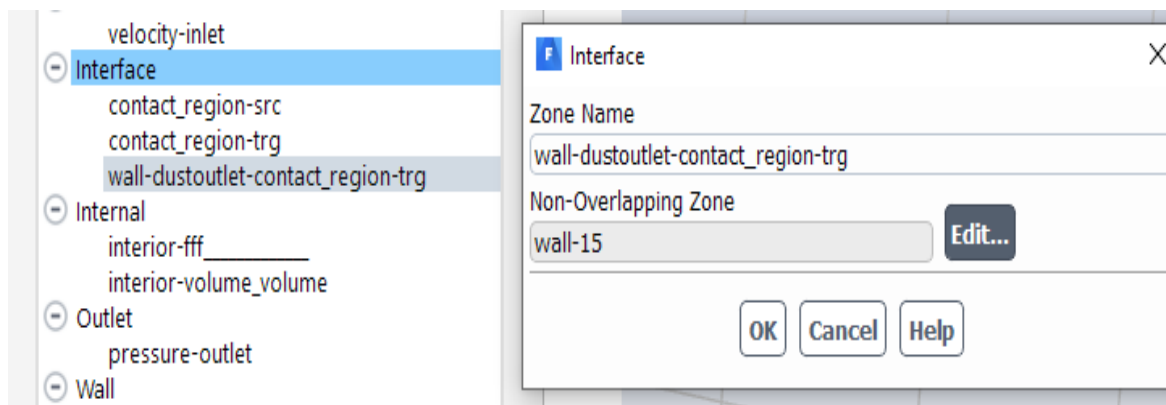 velocity-inlet
Interface
contact_region-src
contact_region-trg
wall-dustoutlet-contact_region-trg
Internal
interior-fff___________
interior-volume_volume
Outlet
pressure-outlet
Wall
F Interface
Zone Name
wall-dustoutlet-contact_region-trg
Non-Overlapping Zone
wall-15
Edit...
OK Cancel Help